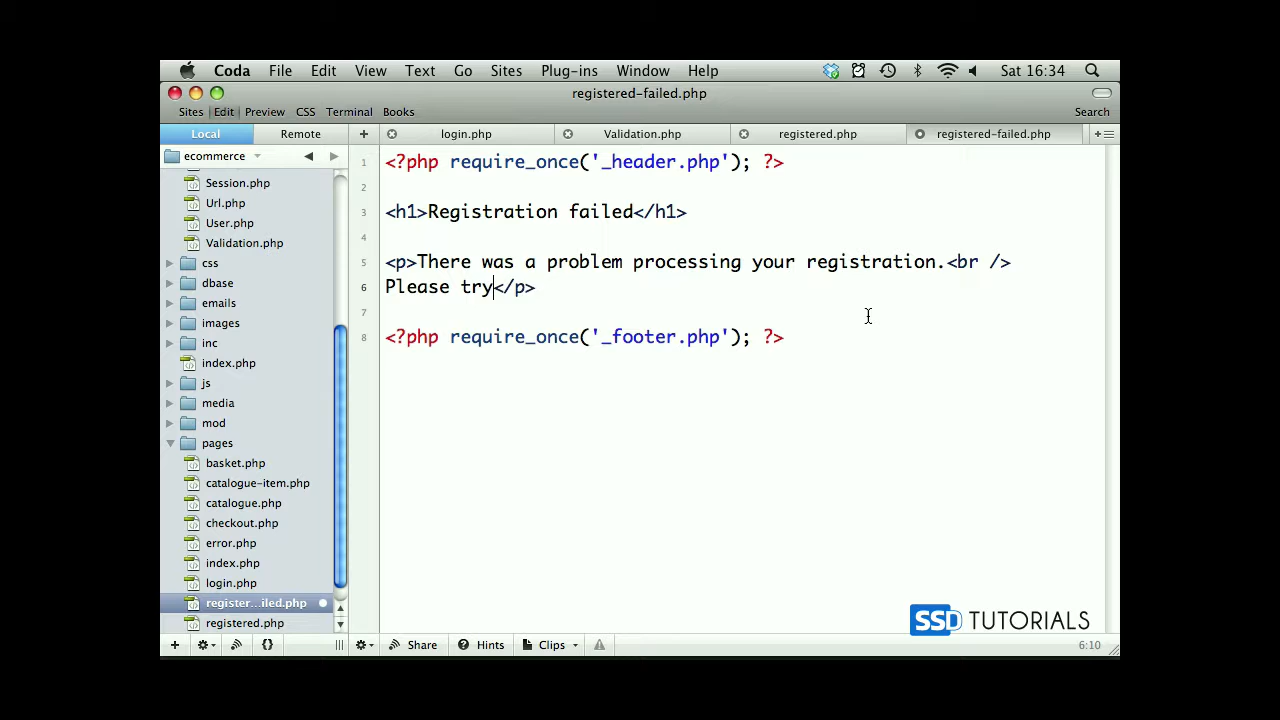 Coda File Edit View Text Go Sites Plug-ins Window Help Sat 16:34
registered-failed.php
Sites Edit Preview CSS Terminal Books Search
Local Remote + login.php Validation.php registered.php registered-failed.php +
ecommerce
Session.php
Url.php
User.php
Validation.php
css
dbase
emails
images
inc
index.php
js
media
mod
pages
basket.php
catalogue-item.php
catalogue.php
checkout.php
error.php
index.php
login.php
register...iled.php
registered.php
1 <?php require_once('_header.php'); ?>
2
3 <h1>Registration failed</h1>
4
5 <p>There was a problem processing your registration.<br />
6 Please try</p>
7
8 <?php require_once('_footer.php'); ?>
SSD TUTORIALS
+ {} Share Hints Clips 6:10